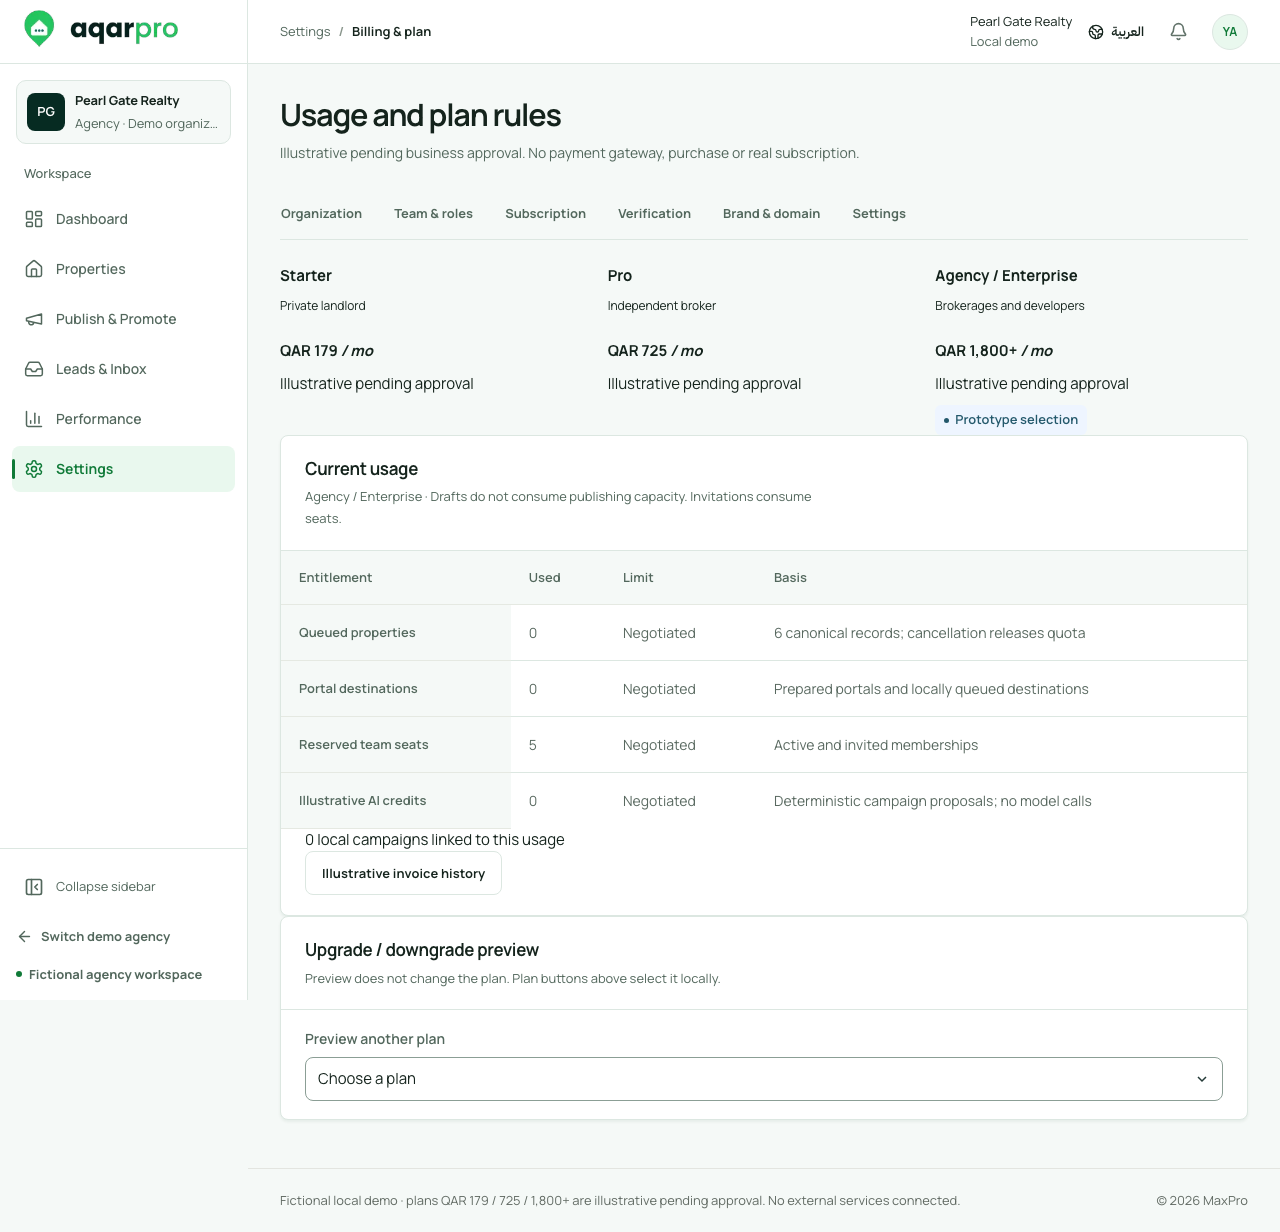 aqarpro
Settings / Billing & plan
Pearl Gate Realty
Local demo
العربية
YA
PG
Pearl Gate Realty
Agency · Demo organiz...
Workspace
Dashboard
Properties
Publish & Promote
Leads & Inbox
Performance
Settings
Collapse sidebar
Switch demo agency
Fictional agency workspace
Usage and plan rules
Illustrative pending business approval. No payment gateway, purchase or real subscription.
Organization Team & roles Subscription Verification Brand & domain Settings
Starter
Private landlord
QAR 179 / mo
Illustrative pending approval
Pro
Independent broker
QAR 725 / mo
Illustrative pending approval
Agency / Enterprise
Brokerages and developers
QAR 1,800+ / mo
Illustrative pending approval
Prototype selection
Current usage
Agency / Enterprise · Drafts do not consume publishing capacity. Invitations consume
seats.
Entitlement Used Limit Basis
Queued properties 0 Negotiated 6 canonical records; cancellation releases quota
Portal destinations 0 Negotiated Prepared portals and locally queued destinations
Reserved team seats 5 Negotiated Active and invited memberships
Illustrative AI credits 0 Negotiated Deterministic campaign proposals; no model calls
0 local campaigns linked to this usage
Illustrative invoice history
Upgrade / downgrade preview
Preview does not change the plan. Plan buttons above select it locally.
Preview another plan
Choose a plan
Fictional local demo · plans QAR 179 / 725 / 1,800+ are illustrative pending approval. No external services connected.
© 2026 MaxPro